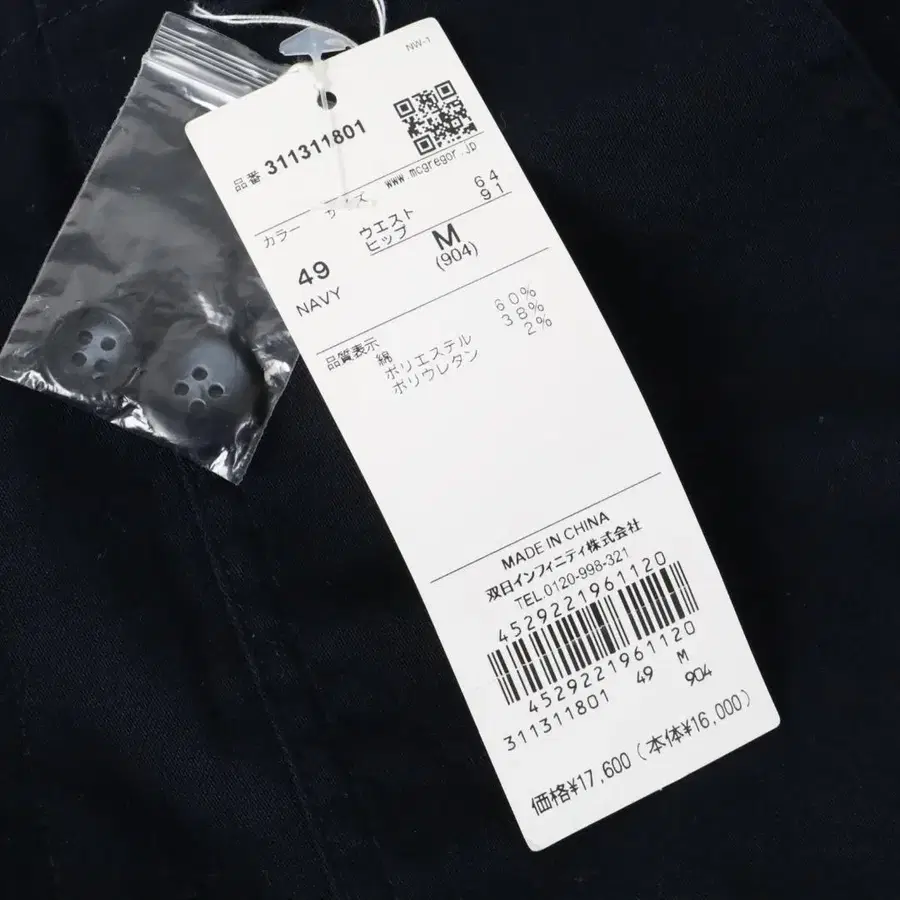 NW-1
品番 311311801
www.mcgregor.jp
カラー サイズ
ウエスト 64
ヒップ 91
49 M
NAVY (904)
品質表示
綿 60%
ポリエステル 38%
ポリウレタン 2%
MADE IN CHINA
双日インフィニティ株式会社
TEL.0120-998-321
4529221961120
4529221961120
311311801 49 M 904
価格¥17,600(本体¥16,000)